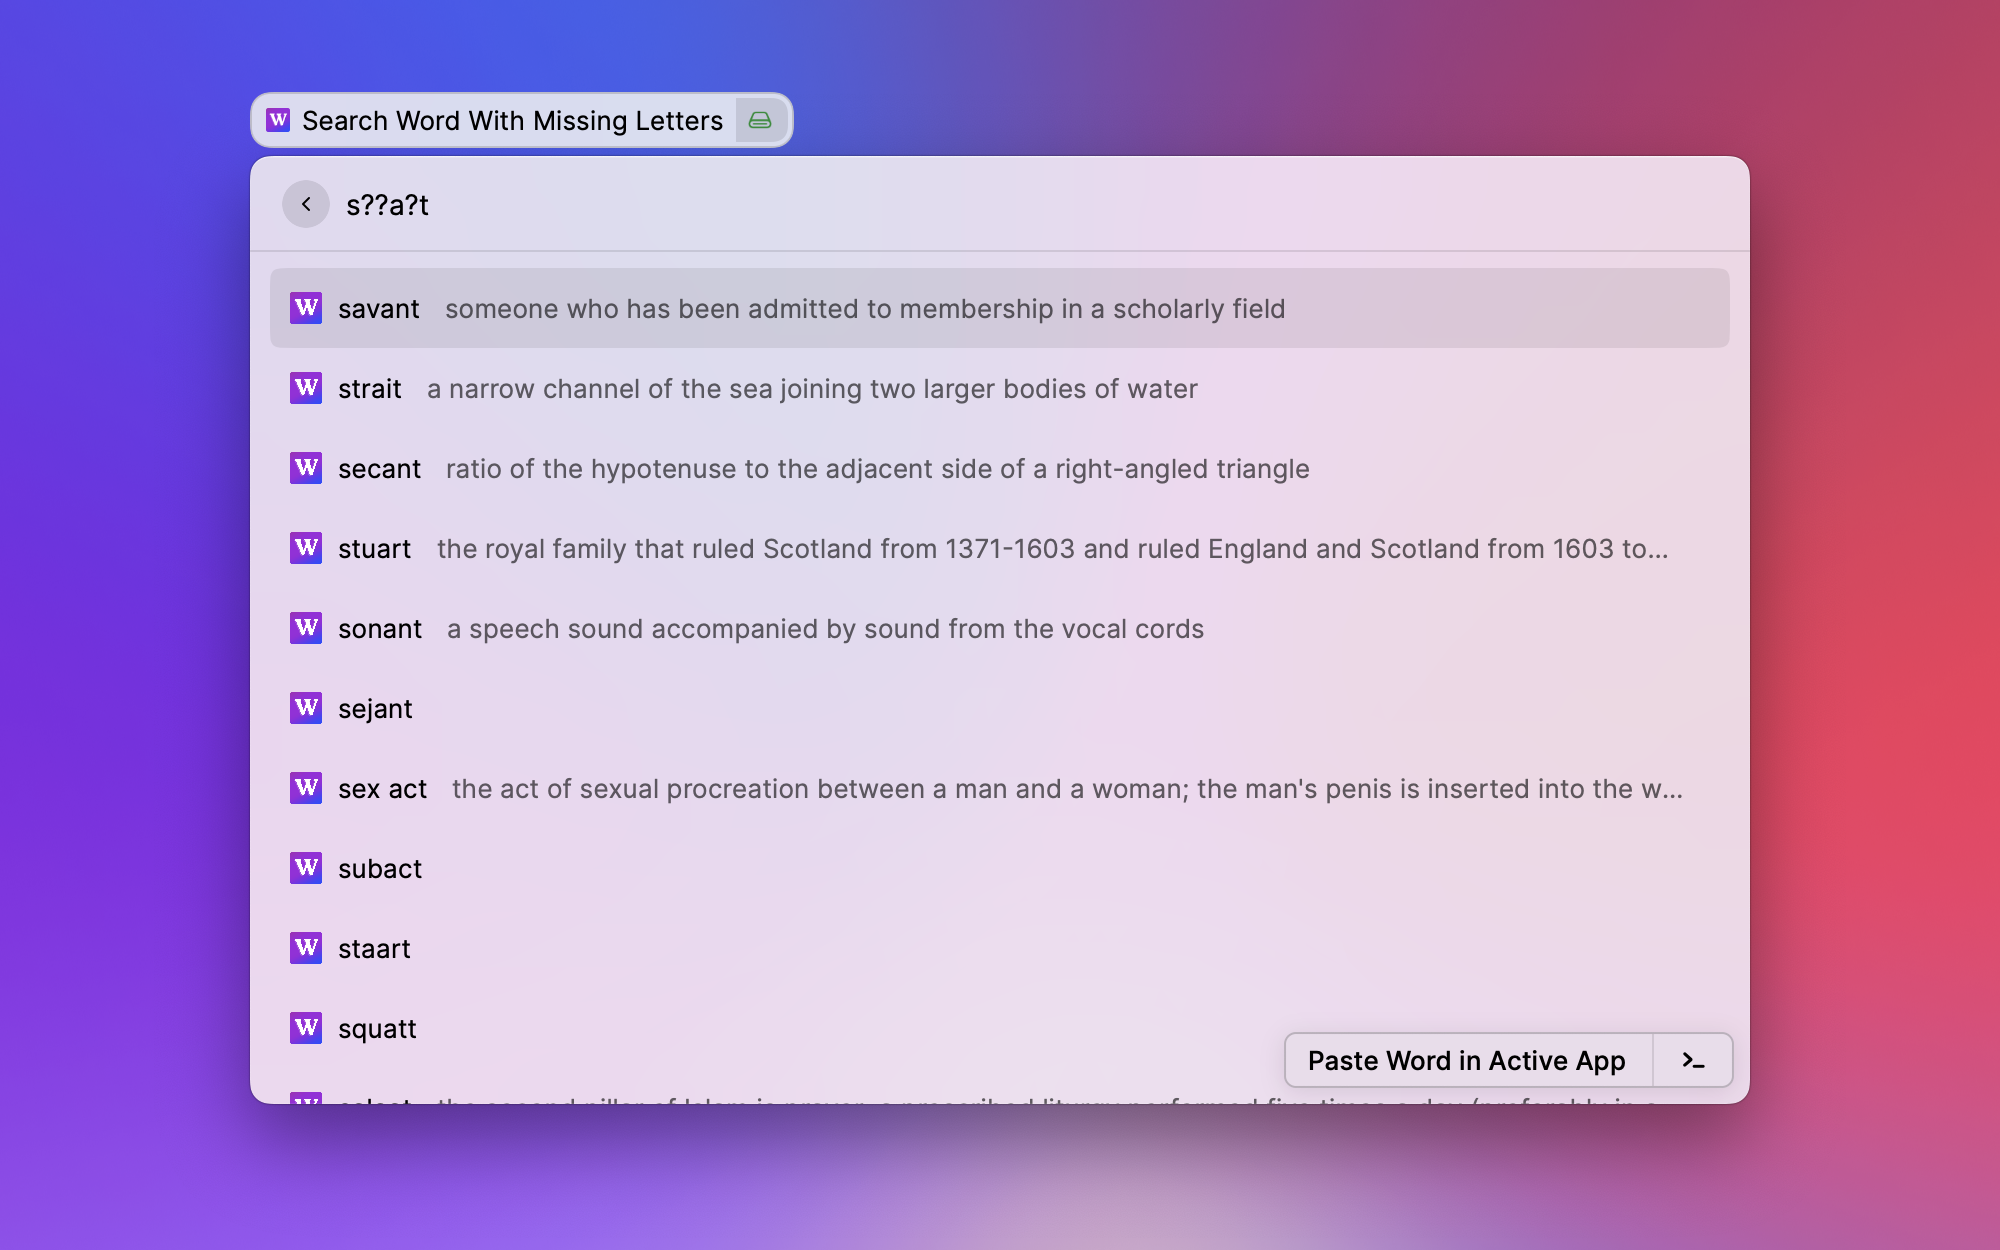 W Search Word With Missing Letters
s??a?t
W savant someone who has been admitted to membership in a scholarly field
W strait a narrow channel of the sea joining two larger bodies of water
W secant ratio of the hypotenuse to the adjacent side of a right-angled triangle
W stuart the royal family that ruled Scotland from 1371-1603 and ruled England and Scotland from 1603 to...
W sonant a speech sound accompanied by sound from the vocal cords
W sejant
W sex act the act of sexual procreation between a man and a woman; the man's penis is inserted into the w...
W subact
W staart
W squatt
Paste Word in Active App >_